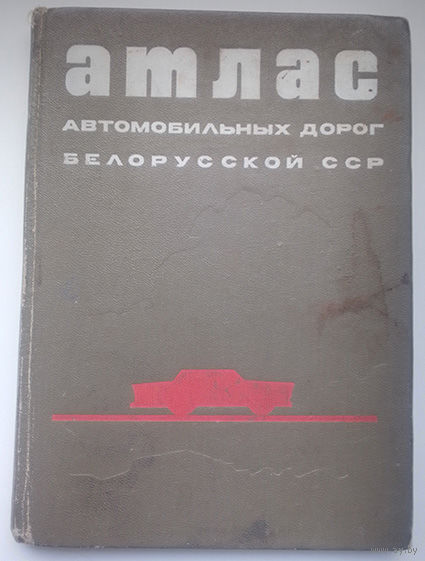 атлас
АВТОМОБИЛЬНЫХ ДОРОГ
БЕЛОРУССКОЙ ССР